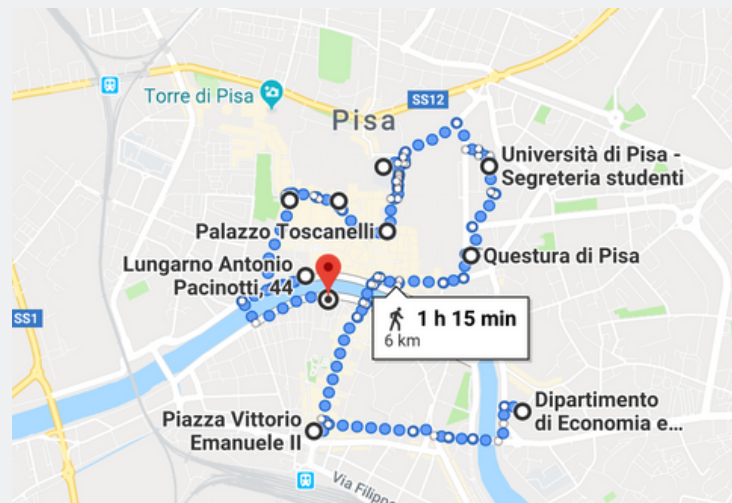 Torre di Pisa
SS12
Pisa
Università di Pisa -
Segreteria studenti
Palazzo Toscanelli
Questura di Pisa
Lungarno Antonio
Pacinotti, 44
SS1
1 h 15 min
6 km
Dipartimento
di Economia e...
Piazza Vittorio
Emanuele II
Via Filippo